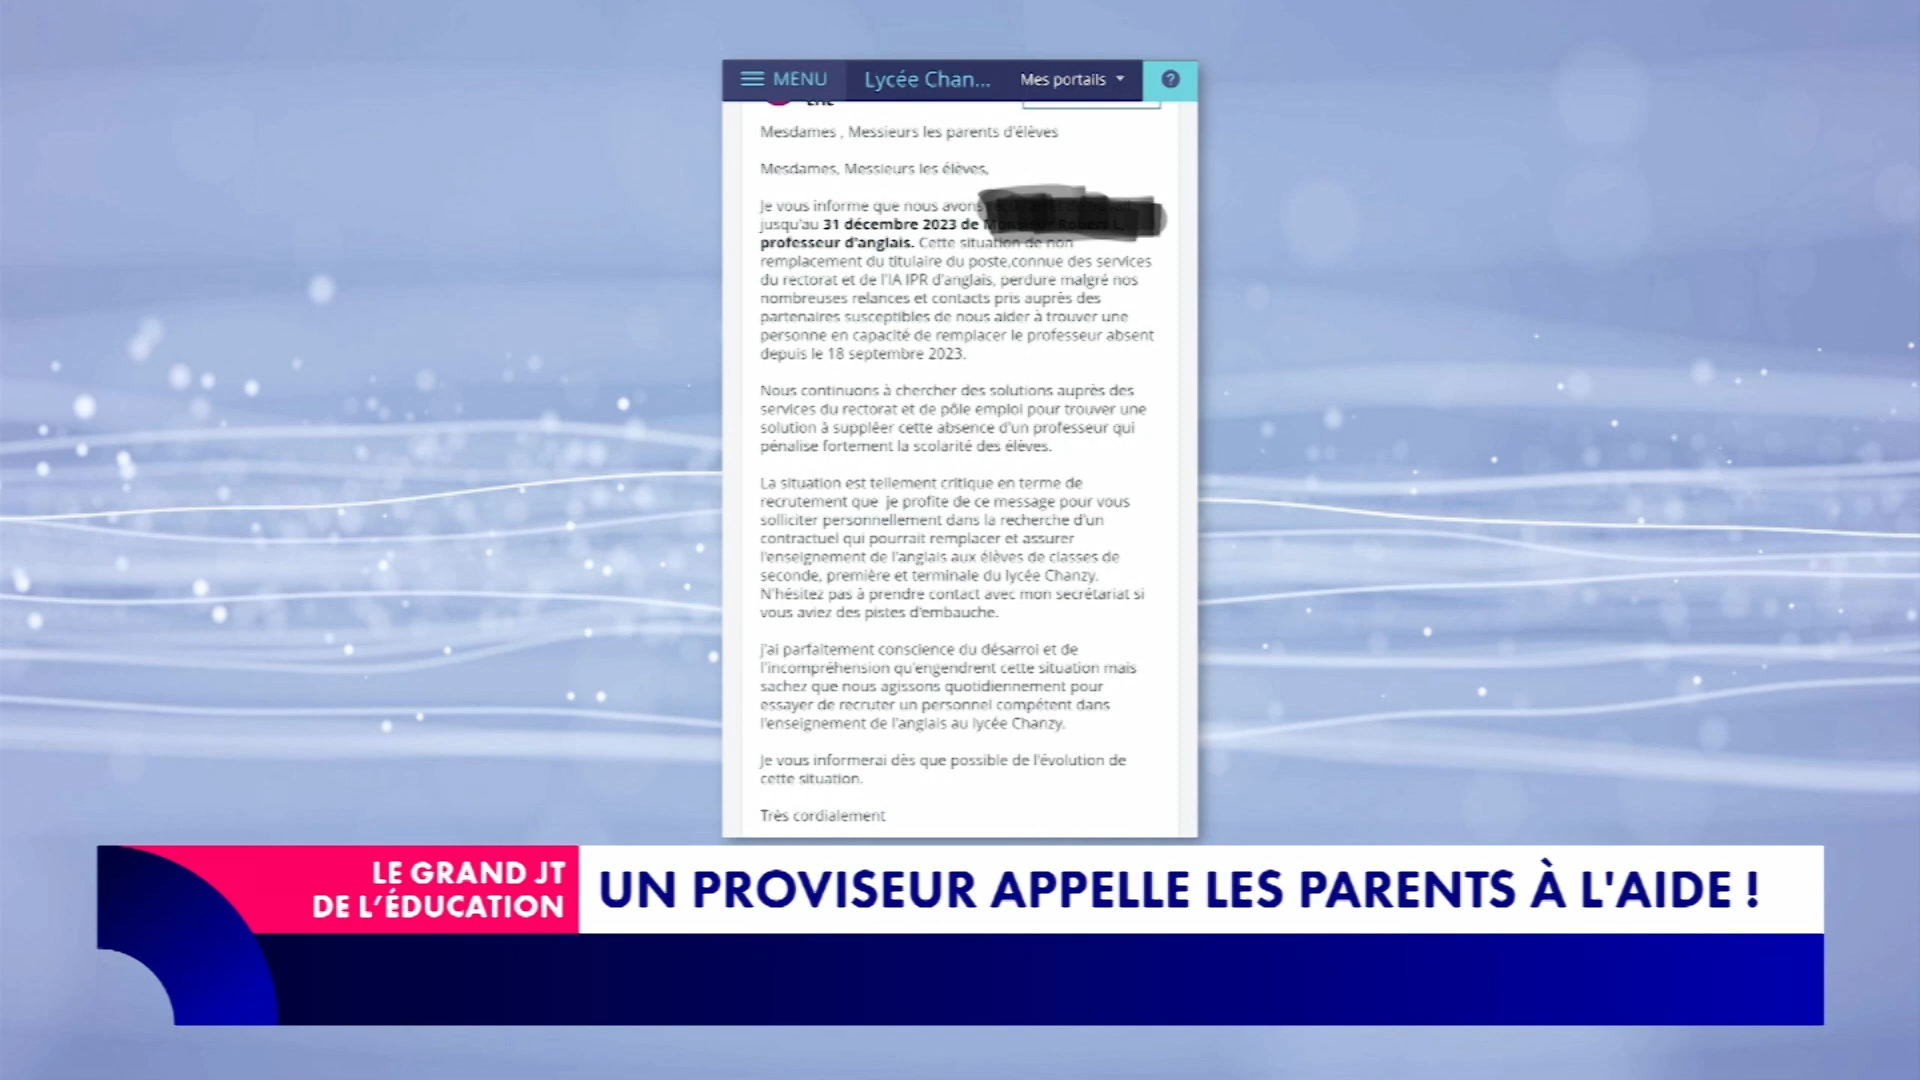 MENU
Lycée Chan...
Mes portails
?
Mesdames , Messieurs les parents d'élèves
Mesdames, Messieurs les élèves,
Je vous informe que nous avons
jusqu'au 31 décembre 2023 de
professeur d'anglais. Cette situation de non
remplacement du titulaire du poste,connue des services
du rectorat et de l'IA IPR d'anglais, perdure malgré nos
nombreuses relances et contacts pris auprès des
partenaires susceptibles de nous aider à trouver une
personne en capacité de remplacer le professeur absent
depuis le 18 septembre 2023.
Nous continuons à chercher des solutions auprès des
services du rectorat et de pôle emploi pour trouver une
solution à suppléer cette absence d'un professeur qui
pénalise fortement la scolarité des élèves.
La situation est tellement critique en terme de
recrutement que je profite de ce message pour vous
solliciter personnellement dans la recherche d'un
contractuel qui pourrait remplacer et assurer
l'enseignement de l'anglais aux élèves de classes de
seconde, première et terminale du lycée Chanzy.
N'hésitez pas à prendre contact avec mon secrétariat si
vous aviez des pistes d'embauche.
J'ai parfaitement conscience du désarroi et de
l'incompréhension qu'engendrent cette situation mais
sachez que nous agissons quotidiennement pour
essayer de recruter un personnel compétent dans
l'enseignement de l'anglais au lycée Chanzy.
Je vous informerai dès que possible de l'évolution de
cette situation.
Très cordialement
LE GRAND JT
DE L'ÉDUCATION
UN PROVISEUR APPELLE LES PARENTS À L'AIDE !